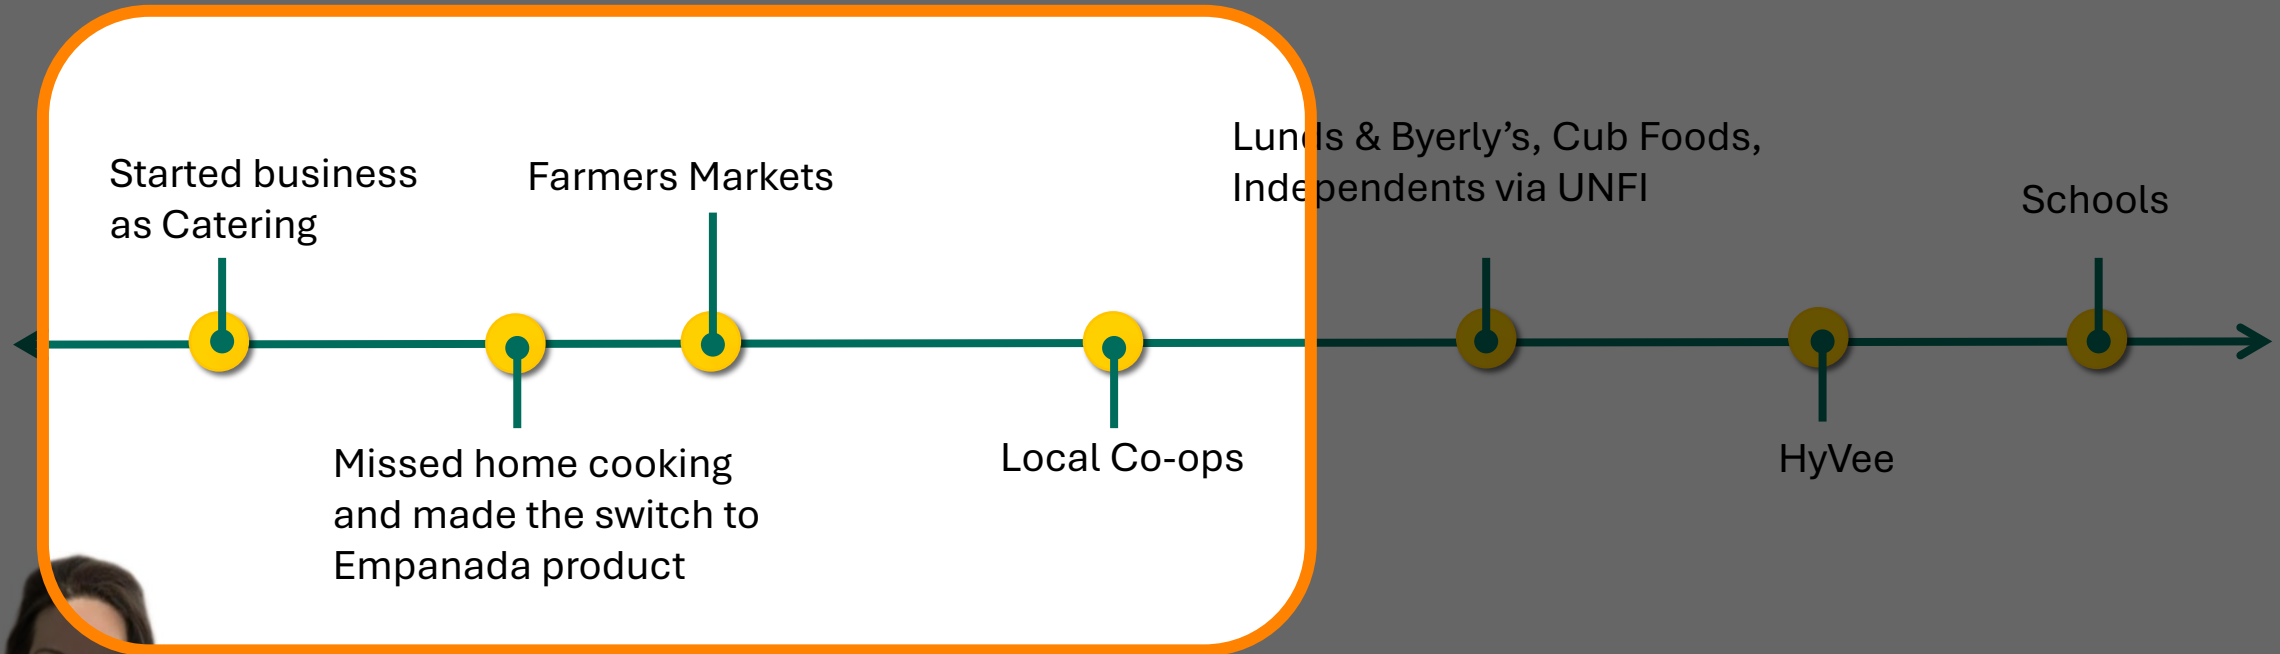 Started business
as Catering
Missed home cooking
and made the switch to
Empanada product
Farmers Markets
Local Co-ops
Lunds & Byerly’s, Cub Foods,
Independents via UNFI
HyVee
Schools